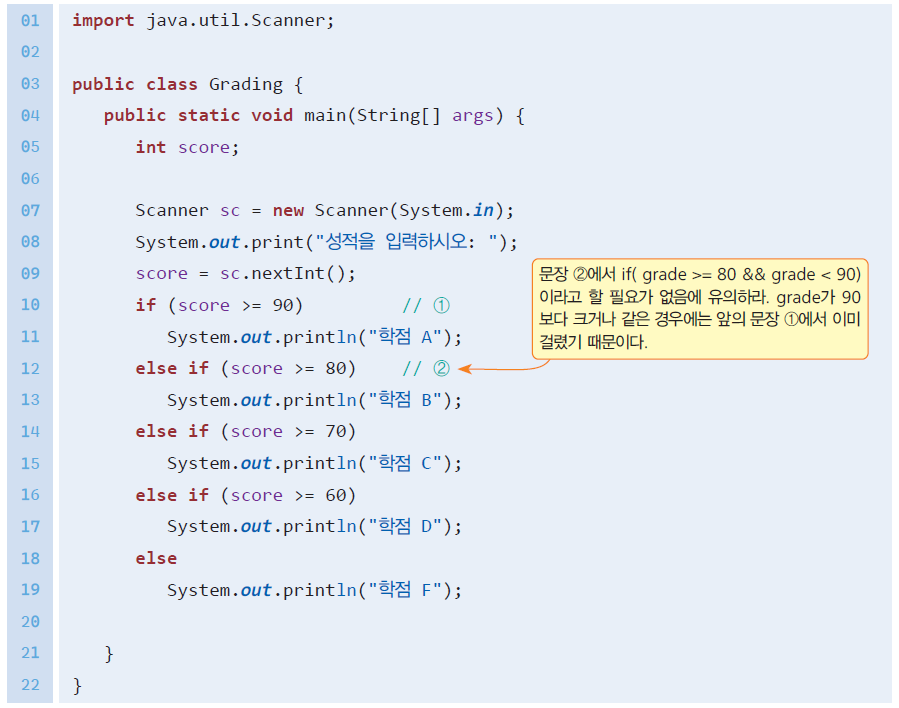 01 import java.util.Scanner;
02
03 public class Grading {
04 public static void main(String[] args) {
05 int score;
06
07 Scanner sc = new Scanner(System.in);
08 System.out.print("성적을 입력하시오: ");
09 score = sc.nextInt();
10 if (score >= 90) // ①
11 System.out.println("학점 A");
12 else if (score >= 80) // ②
13 System.out.println("학점 B");
14 else if (score >= 70)
15 System.out.println("학점 C");
16 else if (score >= 60)
17 System.out.println("학점 D");
18 else
19 System.out.println("학점 F");
20
21 }
22 }
문장 ②에서 if( grade >= 80 && grade < 90)
이라고 할 필요가 없음에 유의하라. grade가 90
보다 크거나 같은 경우에는 앞의 문장 ①에서 이미
걸렸기 때문이다.